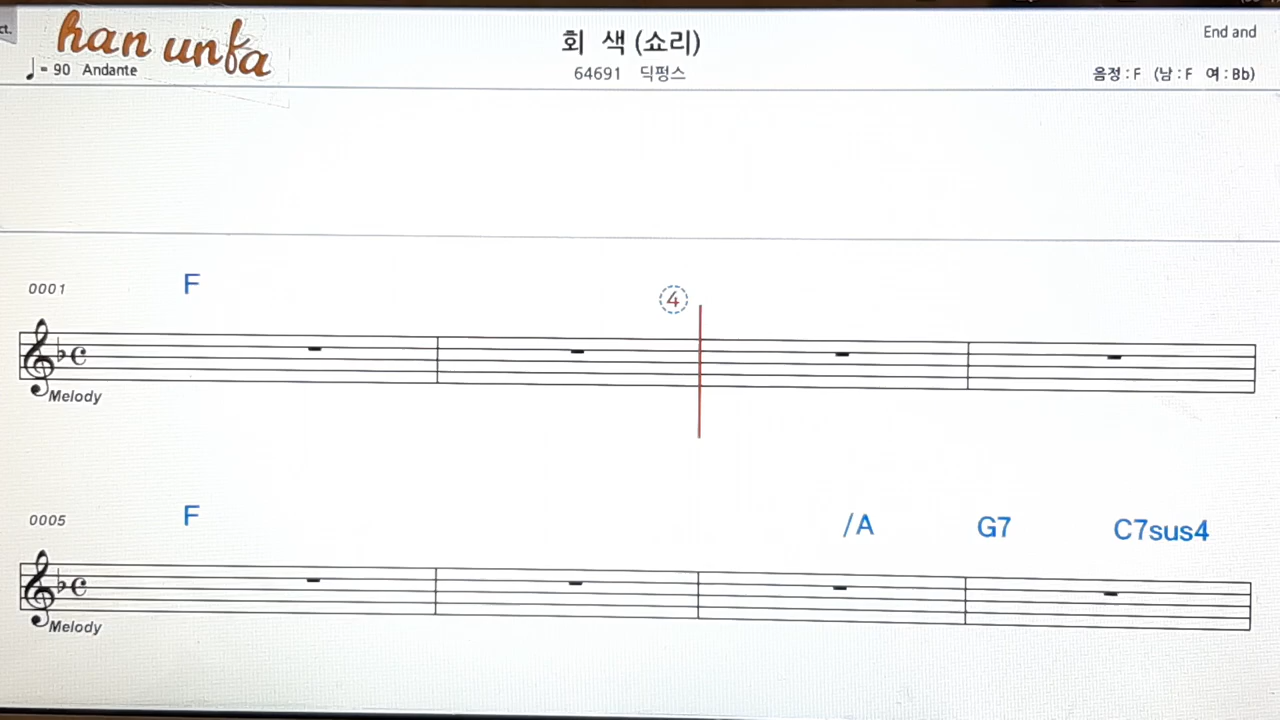 ct.
han unfa
♩= 90 Andante
회 색 (쇼리)
64691 딕펑스
End and
음정 : F (남 : F 여 : Bb)
0001
F
4
Melody
0005
F /A G7 C7sus4
Melody